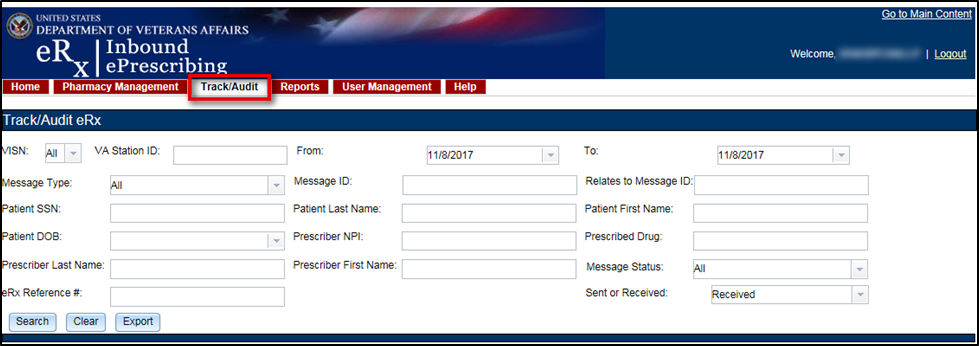 Go to Main Content
UNITED STATES
DEPARTMENT OF VETERANS AFFAIRS
eRx Inbound ePrescribing
Welcome, | Logout
Home Pharmacy Management Track/Audit Reports User Management Help
Track/Audit eRx
VISN: All VA Station ID: From: 11/8/2017 To: 11/8/2017
Message Type: All Message ID: Relates to Message ID:
Patient SSN: Patient Last Name: Patient First Name:
Patient DOB: Prescriber NPI: Prescribed Drug:
Prescriber Last Name: Prescriber First Name: Message Status: All
eRx Reference #: Sent or Received: Received
Search Clear Export